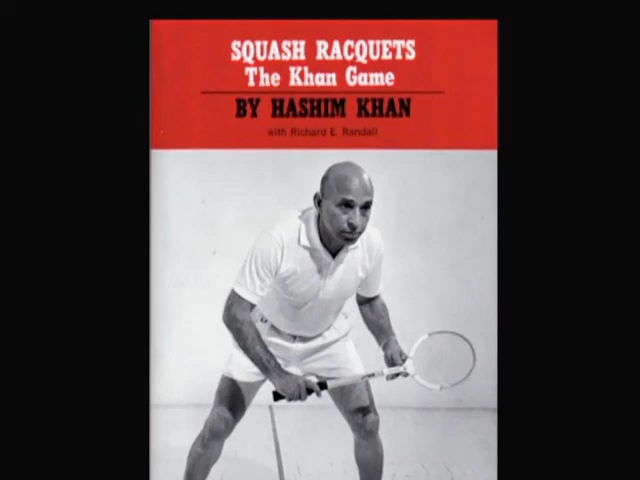 SQUASH RACQUETS
The Khan Game
BY HASHIM KHAN
with Richard E. Randall